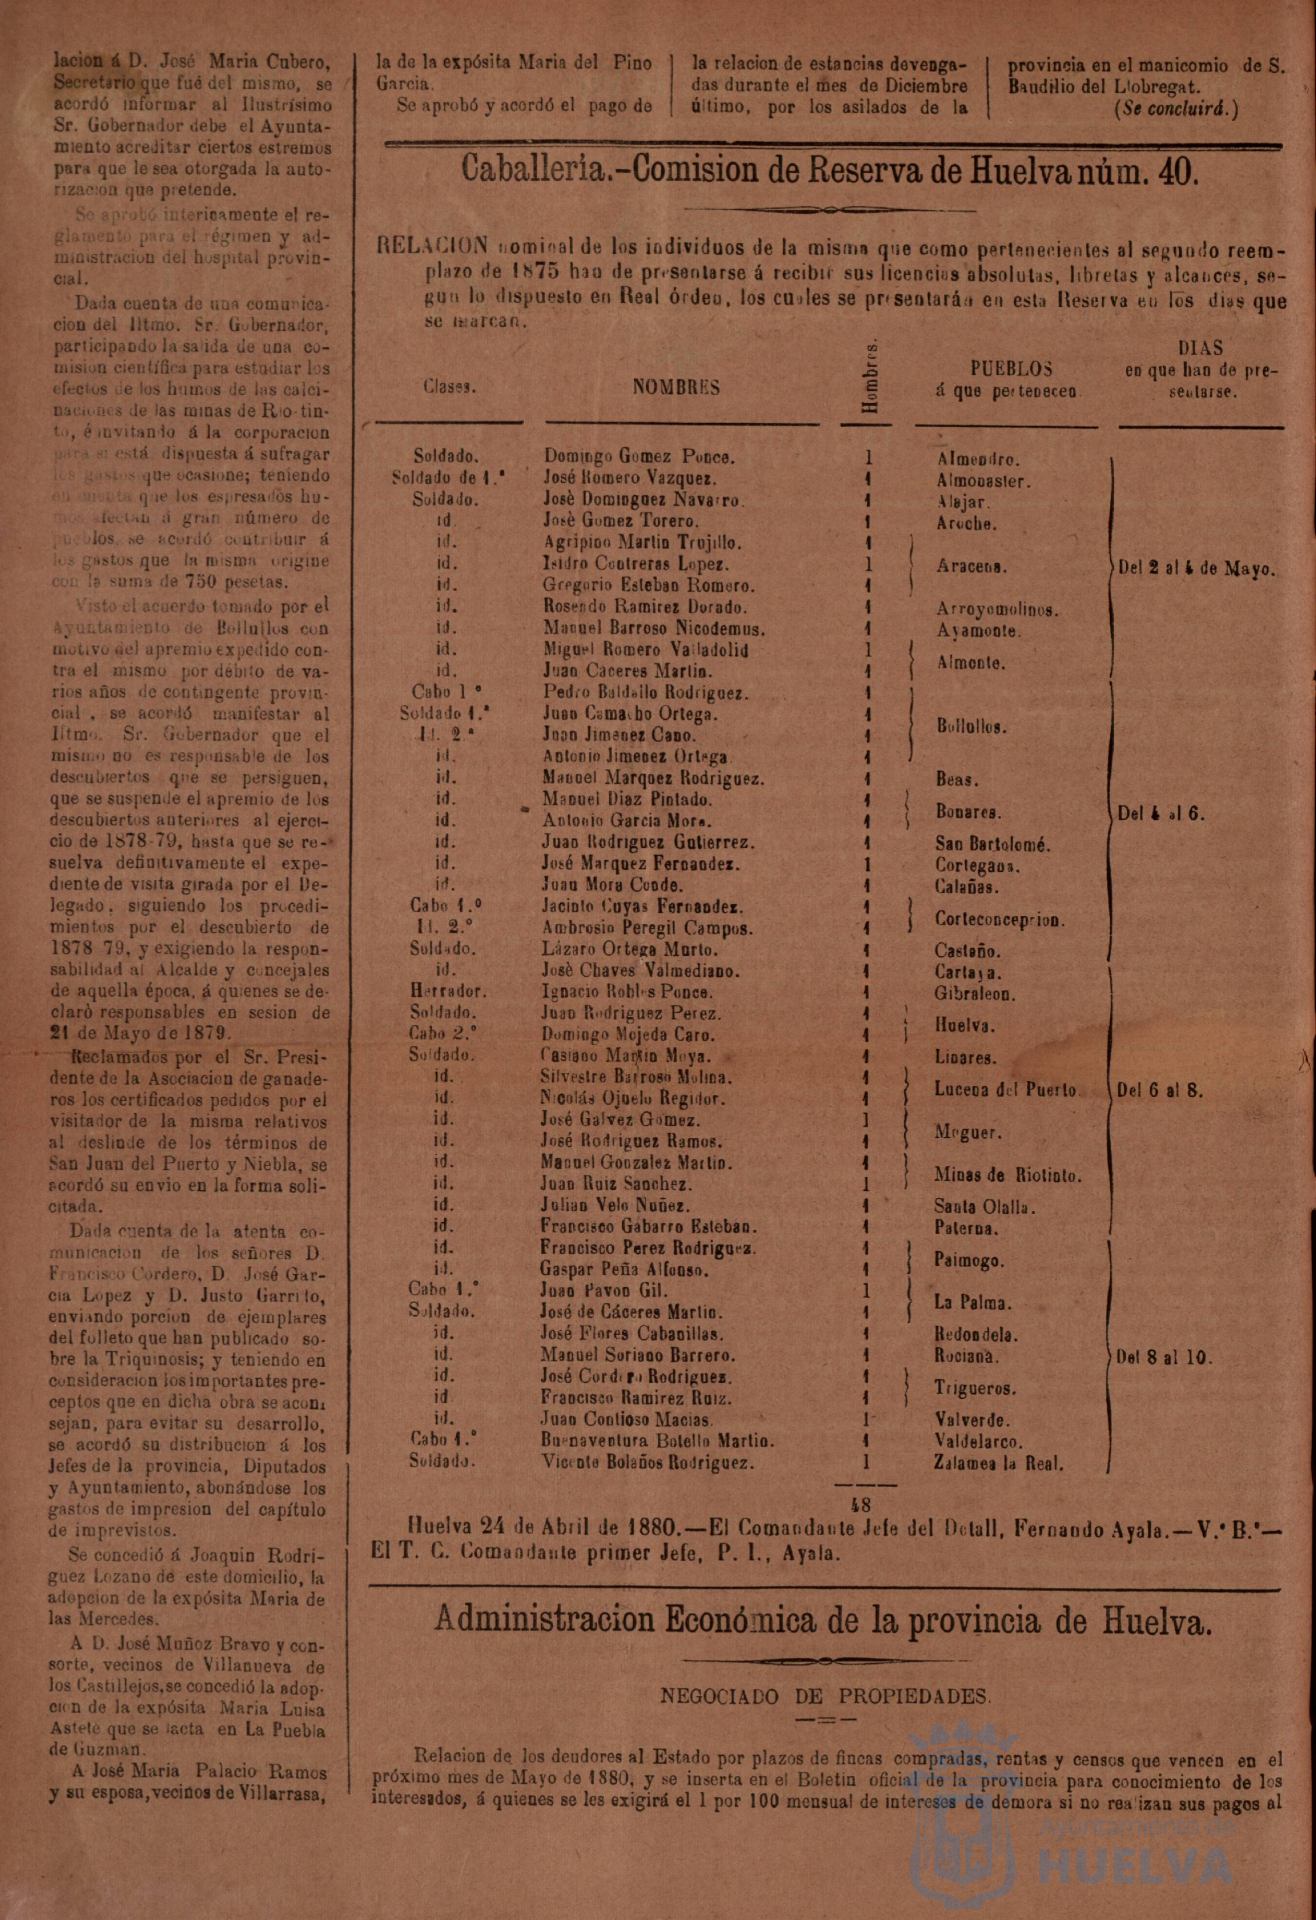 lacion á D. José Maria Cubero,
Secretario que fué del mismo, se
acordó informar al Ilustrísimo
Sr. Gobernador debe el Ayunta-
miento acreditar ciertos estremos
para que le sea otorgada la auto-
rizacion que pretende.
Se aprobó interinamente el re-
glamento para el régimen y ad-
ministracion del hospital provin-
cial.
Dada cuenta de una comunica-
cion del Iltmo. Sr. Gobernador,
participando la salida de una co-
mision científica para estudiar los
efectos de los humos de las calci-
naciones de las minas de Rio-tin-
to, é invitando á la corporacion
para si está dispuesta á sufragar
los gastos que ocasione; teniendo
en cuenta que los espresados hu-
mos afectan á gran número de
pueblos, se acordó contribuir á
los gastos que la misma origine
con la suma de 750 pesetas.
Visto el acuerdo tomado por el
Ayuntamiento de Bollullos con
motivo del apremio expedido con-
tra el mismo por débito de va-
rios años de contingente provin-
cial, se acordó manifestar al
Iltmo. Sr. Gobernador que el
mismo no es responsable de los
descubiertos que se persiguen,
que se suspende el apremio de los
descubiertos anteriores al ejerci-
cio de 1878-79, hasta que se re-
suelva definitivamente el expe-
diente de visita girada por el De-
legado, siguiendo los procedi-
mientos por el descubierto de
1878 79, y exigiendo la respon-
sabilidad al Alcalde y concejales
de aquella época, á quienes se de-
claró responsables en sesion de
21 de Mayo de 1879.
Reclamados por el Sr. Presi-
dente de la Asociacion de ganade-
ros los certificados pedidos por el
visitador de la misma relativos
al deslinde de los términos de
San Juan del Puerto y Niebla, se
acordó su envio en la forma soli-
citada.
Dada cuenta de la atenta co-
municacion de los señores D.
Francisco Cordero, D. José Gar-
cia Lopez y D. Justo Garrito,
enviando porcion de ejemplares
del folleto que han publicado so-
bre la Triquinosis; y teniendo en
consideracion los importantes pre-
ceptos que en dicha obra se acon-
sejan, para evitar su desarrollo,
se acordó su distribucion á los
Jefes de la provincia, Diputados
y Ayuntamiento, abonándose los
gastos de impresion del capítulo
de imprevistos.
Se concedió á Joaquin Rodri-
guez Lozano de este domicilio, la
adopcion de la expósita Maria de
las Mercedes.
A D. José Muñoz Bravo y con-
sorte, vecinos de Villanueva de
los Castillejos, se concedió la adop-
cion de la expósita Maria Luisa
Astete que se lacta en La Puebla
de Guzman.
A José Maria Palacio Ramos
y su esposa, vecinos de Villarrasa,
la de la expósita Maria del Pino
Garcia.
Se aprobó y acordó el pago de
la relacion de estancias devenga-
das durante el mes de Diciembre
último, por los asilados de la
provincia en el manicomio de S.
Baudilio del Llobregat.
(Se concluirá.)
Caballeria.-Comision de Reserva de Huelva núm. 40.
RELACION nominal de los individuos de la misma que como pertenecientes al segundo reem-
plazo de 1875 han de presentarse á recibir sus licencias absolutas, libretas y alcances, se-
gun lo dispuesto en Real órden, los cuales se presentarán en esta Reserva en los dias que
se marcan.
Clases. NOMBRES Hombres. PUEBLOS á que pertenecen. DIAS en que han de presentarse.
Soldado. Domingo Gomez Ponce. 1 Almendro.
Soldado de 1.ª José Romero Vazquez. 1 Almonaster.
Soldado. Josè Dominguez Navarro. 1 Alajar.
id. Josè Gomez Torero. 1 Aroche.
id. Agripino Martin Trujillo. 1
id. Isidro Contreras Lopez. 1 Aracena. Del 2 al 4 de Mayo.
id. Gregorio Esteban Romero. 1
id. Rosendo Ramirez Dorado. 1 Arroyomolinos.
id. Manuel Barroso Nicodemus. 1 Ayamonte.
id. Miguel Romero Valladolid 1 Almonte.
id. Juan Caceres Martin. 1
Cabo 1º Pedro Baldallo Rodriguez. 1
Soldado 1.ª Juan Camacho Ortega. 1 Bollullos.
Id. 2.ª Juan Jimenez Cano. 1
id. Antonio Jimenez Ortega 1
id. Manuel Marquez Rodriguez. 1 Beas.
id. Manuel Diaz Pintado. 1 Bonares. Del 4 al 6.
id. Antonio Garcia Mora. 1
id. Juan Rodriguez Gutierrez. 1 San Bartolomé.
id. José Marquez Fernandez. 1 Cortegana.
id. Juan Mora Conde. 1 Calañas.
Cabo 1.º Jacinto Cuyas Fernandez. 1 Corteconcepcion.
Id. 2.º Ambrosio Peregil Campos. 1
Soldado. Lázaro Ortega Marto. 1 Castaño.
id. Josè Chaves Valmediano. 1 Cartaya.
Herrador. Ignacio Robles Ponce. 1 Gibraleon.
Soldado. Juan Rodriguez Perez. 1 Huelva.
Cabo 2.º Domingo Mojeda Caro. 1
Soldado. Casiano Martin Moya. 1 Linares.
id. Silvestre Barroso Molina. 1 Lucena del Puerto. Del 6 al 8.
id. Nicolás Ojuelo Regidor. 1
id. José Galvez Gomez. 1 Moguer.
id. José Rodriguez Ramos. 1
id. Manuel Gonzalez Martin. 1 Minas de Riotinto.
id. Juan Ruiz Sanchez. 1
id. Julian Velo Nuñez. 1 Santa Olalla.
id. Francisco Gabarro Esteban. 1 Paterna.
id. Francisco Perez Rodriguez. 1 Paimogo.
id. Gaspar Peña Alfonso. 1
Cabo 1.º Juan Pavon Gil. 1 La Palma.
Soldado. José de Cáceres Martin. 1
id. José Flores Cabanillas. 1 Redondela.
id. Manuel Soriano Barrero. 1 Rociana. Del 8 al 10.
id. José Cordero Rodriguez. 1 Trigueros.
id Francisco Ramirez Ruiz. 1
id. Juan Contioso Macias. 1 Valverde.
Cabo 1.º Buenaventura Botello Martin. 1 Valdelarco.
Soldado. Vicente Bolaños Rodriguez. 1 Zalamea la Real.
48
Huelva 24 de Abril de 1880.—El Comandante Jefe del Detall, Fernando Ayala.—V.º B.º—
El T. C. Comandante primer Jefe, P. I., Ayala.
Administracion Económica de la provincia de Huelva.
NEGOCIADO DE PROPIEDADES.
Relacion de los deudores al Estado por plazos de fincas compradas, rentas y censos que vencen en el
próximo mes de Mayo de 1880, y se inserta en el Boletin oficial de la provincia para conocimiento de los
interesados, á quienes se les exigirá el 1 por 100 mensual de intereses de demora si no realizan sus pagos al
Ayuntamiento de
HUELVA